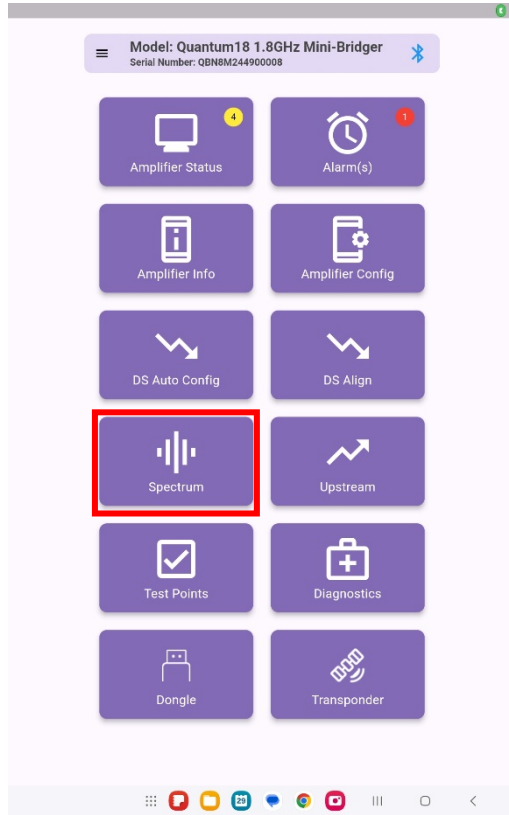 Model: Quantum18 1.8GHz Mini-Bridger
Serial Number: QBN8M244900008
4
Amplifier Status
1
Alarm(s)
Amplifier Info
Amplifier Config
DS Auto Config
DS Align
Spectrum
Upstream
Test Points
Diagnostics
Dongle
Transponder
29